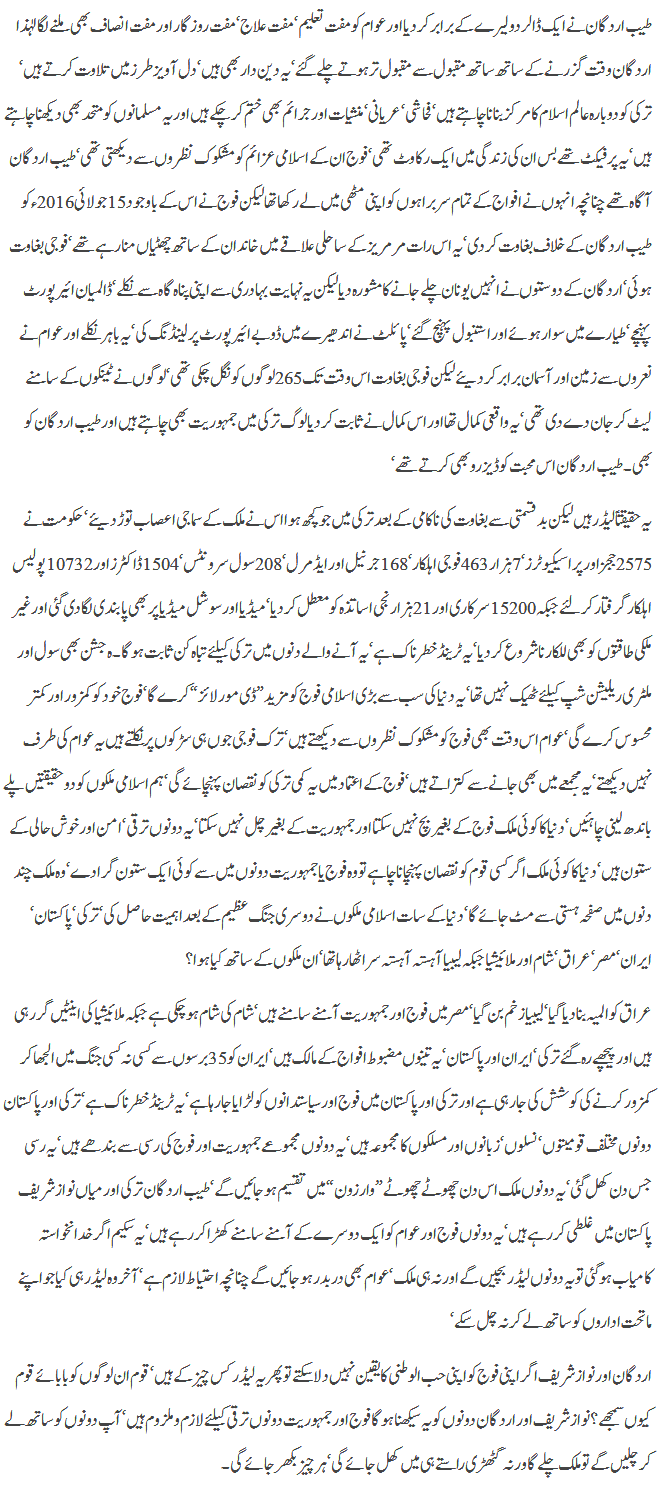 طیب اردگان نے ایک ڈالر دو لیرے کے برابر کر دیا اور عوام کو مفت تعلیم‘ مفت علاج‘ مفت روزگار اور مفت انصاف بھی ملنے لگا لہٰذا
اردگان وقت گزرنے کے ساتھ ساتھ مقبول سے مقبول تر ہوتے چلے گئے‘ یہ دین دار بھی ہیں‘ دل آویز طرز میں تلاوت کرتے ہیں‘
ترکی کو دوبارہ عالم اسلام کا مرکز بنانا چاہتے ہیں‘ فحاشی‘ عریانی‘ منشیات اور جرائم بھی ختم کر چکے ہیں اور یہ مسلمانوں کو متحد بھی دیکھنا چاہتے
ہیں‘ یہ پرفیکٹ تھے بس ان کی زندگی میں ایک رکاوٹ تھی‘ فوج ان کے اسلامی عزائم کو مشکوک نظروں سے دیکھتی تھی‘ طیب اردگان
آگاہ تھے چنانچہ انہوں نے افواج کے تمام سربراہوں کو اپنی مٹھی میں لے رکھا تھا لیکن فوج نے اس کے باوجود 15 جولائی 2016ء کو
طیب اردگان کے خلاف بغاوت کر دی‘ یہ اس رات مرمریز کے ساحلی علاقے میں خاندان کے ساتھ چھٹیاں منا رہے تھے‘ فوجی بغاوت
ہوئی‘ اردگان کے دوستوں نے انہیں یونان چلے جانے کا مشورہ دیا لیکن یہ نہایت بہادری سے اپنی پناہ گاہ سے نکلے‘ ڈالمیان ائیرپورٹ
پہنچے‘ طیارے میں سوار ہوئے اور استنبول پہنچ گئے‘ پائلٹ نے اندھیرے میں ڈوبے ائیرپورٹ پر لینڈنگ کی‘ یہ باہر نکلے اور عوام نے
نعروں سے زمین اور آسمان برابر کر دیئے لیکن فوجی بغاوت اس وقت تک 265 لوگوں کو نگل چکی تھی‘ لوگوں نے ٹینکوں کے سامنے
لیٹ کر جان دے دی تھی‘ یہ واقعی کمال تھا اور اس کمال نے ثابت کر دیا لوگ ترکی میں جمہوریت بھی چاہتے ہیں اور طیب اردگان کو
بھی۔ طیب اردگان اس محبت کو ڈیزرو بھی کرتے تھے‘
یہ حقیقتاً لیڈر ہیں لیکن بدقسمتی سے بغاوت کی ناکامی کے بعد ترکی میں جو کچھ ہوا اس نے ملک کے سماجی اعصاب توڑ دیئے‘ حکومت نے
2575 ججز اور پراسیکیوٹرز‘ 7 ہزار 463 فوجی اہلکار‘ 168 جرنیل اور ایڈمرل‘ 208 سول سرونٹس‘ 1504 ڈاکٹرز اور 10732 پولیس
اہلکار گرفتار کر لئے جبکہ 15200 سرکاری اور 21 ہزار نجی اساتذہ کو معطل کر دیا‘ میڈیا اور سوشل میڈیا پر بھی پابندی لگا دی گئی اور غیر
ملکی طاقتوں کو بھی للکارنا شروع کر دیا‘ یہ ٹرینڈ خطرناک ہے‘ یہ آنے والے دنوں میں ترکی کیلئے تباہ کن ثابت ہو گا۔ ہ جشن بھی سول اور
ملٹری ریلیشن شپ کیلئے ٹھیک نہیں تھا‘ یہ دنیا کی سب سے بڑی اسلامی فوج کو مزید ”ڈی مورلائز“ کرے گا‘ فوج خود کو کمزور اور کمتر
محسوس کرے گی‘ عوام اس وقت بھی فوج کو مشکوک نظروں سے دیکھتے ہیں‘ ترک فوجی جوں ہی سڑکوں پر نکلتے ہیں یہ عوام کی طرف
نہیں دیکھتے‘ یہ مجمعے میں بھی جانے سے کتراتے ہیں‘ فوج کے اعتماد میں یہ کمی ترکی کو نقصان پہنچائے گی‘ ہم اسلامی ملکوں کو دو حقیقتیں پلے
باندھ لینی چاہئیں‘ دنیا کا کوئی ملک فوج کے بغیر بچ نہیں سکتا اور جمہوریت کے بغیر چل نہیں سکتا‘ یہ دونوں ترقی‘ امن اور خوش حالی کے
ستون ہیں‘ دنیا کا کوئی ملک اگر کسی قوم کو نقصان پہنچانا چاہے تو وہ فوج یا جمہوریت دونوں میں سے کوئی ایک ستون گرا دے‘ وہ ملک چند
دنوں میں صفحہ ہستی سے مٹ جائے گا‘ دنیا کے سات اسلامی ملکوں نے دوسری جنگ عظیم کے بعد اہمیت حاصل کی‘ ترکی‘ پاکستان‘
ایران‘ مصر‘ عراق‘ شام اور ملائیشیا جبکہ لیبیا آہستہ آہستہ سر اٹھا رہا تھا‘ ان ملکوں کے ساتھ کیا ہوا؟
عراق کو المیہ بنا دیا گیا‘ لیبیا زخم بن گیا‘ مصر میں فوج اور جمہوریت آمنے سامنے ہیں‘ شام کی شام ہو چکی ہے جبکہ ملائیشیا کی اینٹیں گر رہی
ہیں اور پیچھے رہ گئے ترکی‘ ایران اور پاکستان‘ یہ تینوں مضبوط افواج کے مالک ہیں‘ ایران کو 35 برسوں سے کسی نہ کسی جنگ میں الجھا کر
کمزور کرنے کی کوشش کی جا رہی ہے اور ترکی اور پاکستان میں فوج اور سیاستدانوں کو لڑایا جا رہا ہے‘ یہ ٹرینڈ خطرناک ہے‘ ترکی اور پاکستان
دونوں مختلف قومیتوں‘ نسلوں‘ زبانوں اور مسلکوں کا مجموعہ ہیں‘ یہ دونوں مجموعے جمہوریت اور فوج کی رسی سے بندھے ہیں‘ یہ رسی
جس دن کھل گئی‘ یہ دونوں ملک اس دن چھوٹے چھوٹے ”وار زون“ میں تقسیم ہو جائیں گے‘ طیب اردگان ترکی اور میاں نواز شریف
پاکستان میں غلطی کر رہے ہیں‘ یہ دونوں فوج اور عوام کو ایک دوسرے کے آمنے سامنے کھڑا کر رہے ہیں‘ یہ سکیم اگر خدانخواستہ
کامیاب ہو گئی تو یہ دونوں لیڈر بچیں گے اور نہ ہی ملک‘ عوام بھی دربدر ہو جائیں گے چنانچہ احتیاط لازم ہے‘ آخر وہ لیڈر ہی کیا جو اپنے
ماتحت اداروں کو ساتھ لے کر نہ چل سکے‘
اردگان اور نواز شریف اگر اپنی فوج کو اپنی حب الوطنی کا یقین نہیں دلا سکتے تو پھر یہ لیڈر کس چیز کے ہیں‘ قوم ان لوگوں کو بابائے قوم
کیوں سمجھے؟ نواز شریف اور اردگان دونوں کو یہ سیکھنا ہو گا فوج اور جمہوریت دونوں ترقی کیلئے لازم و ملزوم ہیں‘ آپ دونوں کو ساتھ لے
کر چلیں گے تو ملک چلے گا ورنہ گٹھڑی راستے ہی میں کھل جائے گی‘ ہر چیز بکھر جائے گی۔